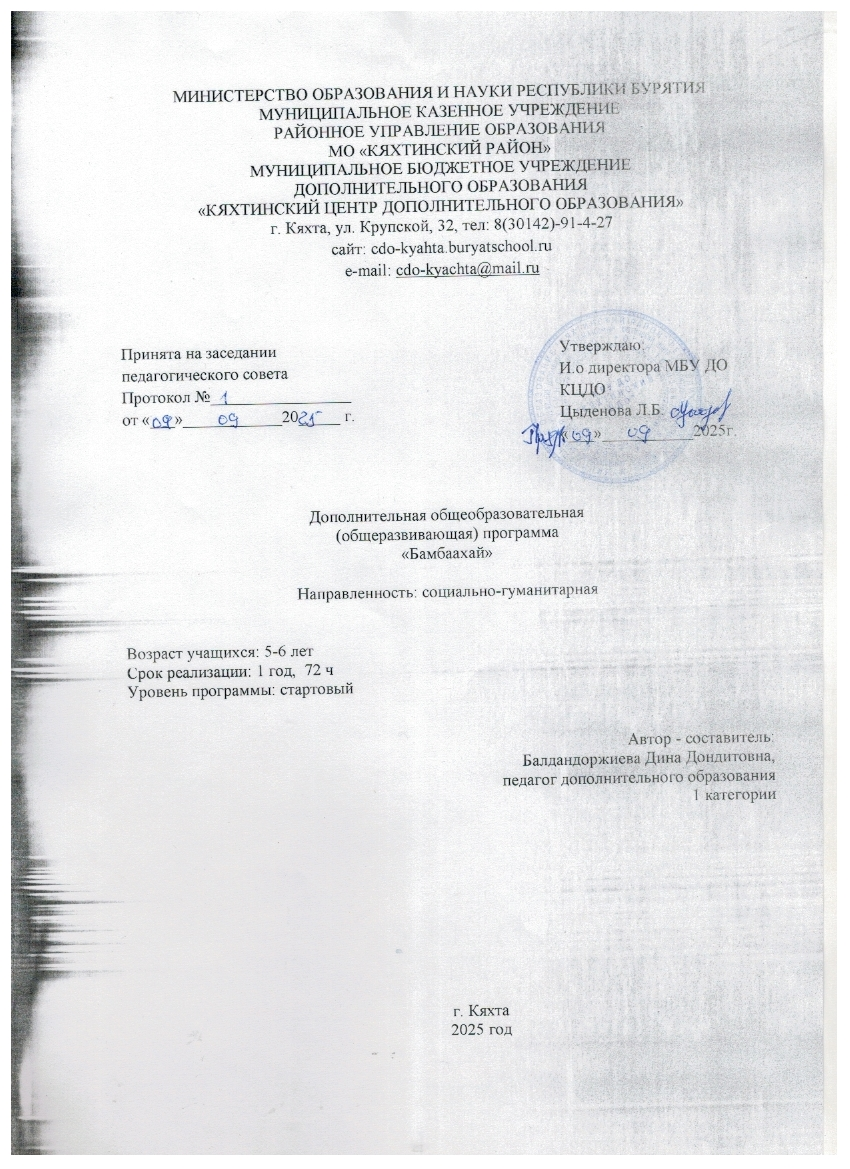 МИНИСТЕРСТВО ОБРАЗОВАНИЯ И НАУКИ РЕСПУБЛИКИ БУРЯТИЯ
МУНИЦИПАЛЬНОЕ КАЗЕННОЕ УЧРЕЖДЕНИЕ
РАЙОННОЕ УПРАВЛЕНИЕ ОБРАЗОВАНИЯ
МО «КЯХТИНСКИЙ РАЙОН»
МУНИЦИПАЛЬНОЕ БЮДЖЕТНОЕ УЧРЕЖДЕНИЕ
ДОПОЛНИТЕЛЬНОГО ОБРАЗОВАНИЯ
«КЯХТИНСКИЙ ЦЕНТР ДОПОЛНИТЕЛЬНОГО ОБРАЗОВАНИЯ»
г. Кяхта, ул. Крупской, 32, тел: 8(30142)-91-4-27
сайт: cdo-kyahta.buryatschool.ru
e-mail: cdo-kyachta@mail.ru
Принята на заседании
педагогического совета
Протокол № 1
от «09» 09 2025 г.
Утверждаю:
И.о директора МБУ ДО
КЦДО
Цыденова Л.Б.
«09» 09 2025г.
Дополнительная общеобразовательная
(общеразвивающая) программа
«Бамбаахай»
Направленность: социально-гуманитарная
Возраст учащихся: 5-6 лет
Срок реализации: 1 год, 72 ч
Уровень программы: стартовый
Автор - составитель:
Балдандоржиева Дина Дондитовна,
педагог дополнительного образования
1 категории
г. Кяхта
2025 год